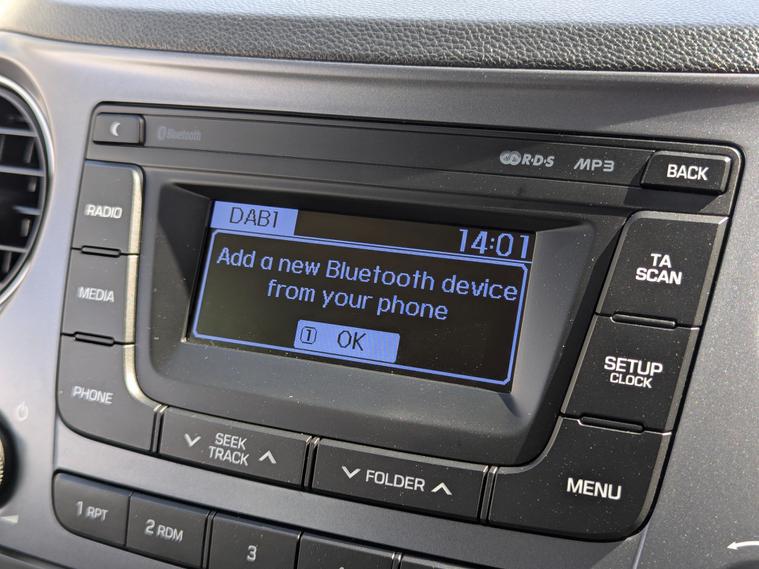 Bluetooth
RDS
MP3
BACK
RADIO
MEDIA
PHONE
DAB1
14:01
Add a new Bluetooth device
from your phone
1 OK
TA
SCAN
SETUP
CLOCK
SEEK
TRACK
FOLDER
MENU
1 RPT
2 RDM
3